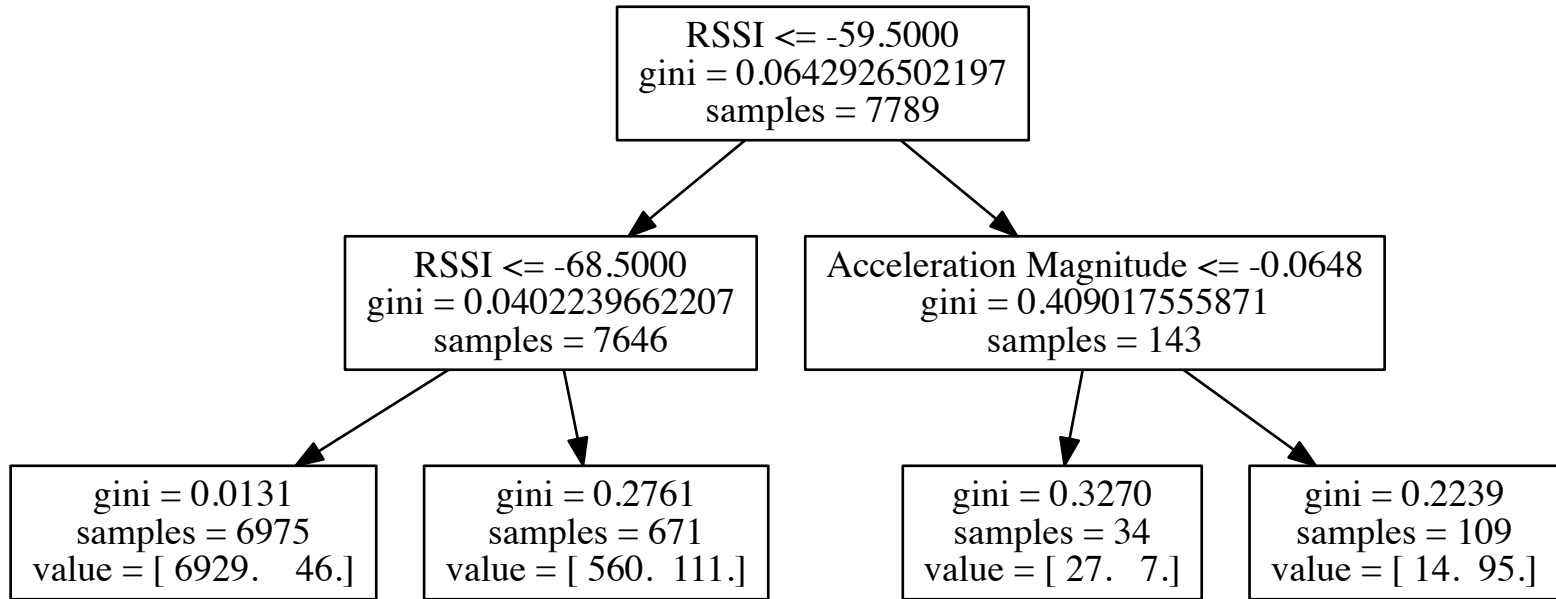 RSSI <= -59.5000
gini = 0.0642926502197
samples = 7789
RSSI <= -68.5000
gini = 0.0402239662207
samples = 7646
Acceleration Magnitude <= -0.0648
gini = 0.409017555871
samples = 143
gini = 0.0131
samples = 6975
value = [ 6929. 46.]
gini = 0.2761
samples = 671
value = [ 560. 111.]
gini = 0.3270
samples = 34
value = [ 27. 7.]
gini = 0.2239
samples = 109
value = [ 14. 95.]